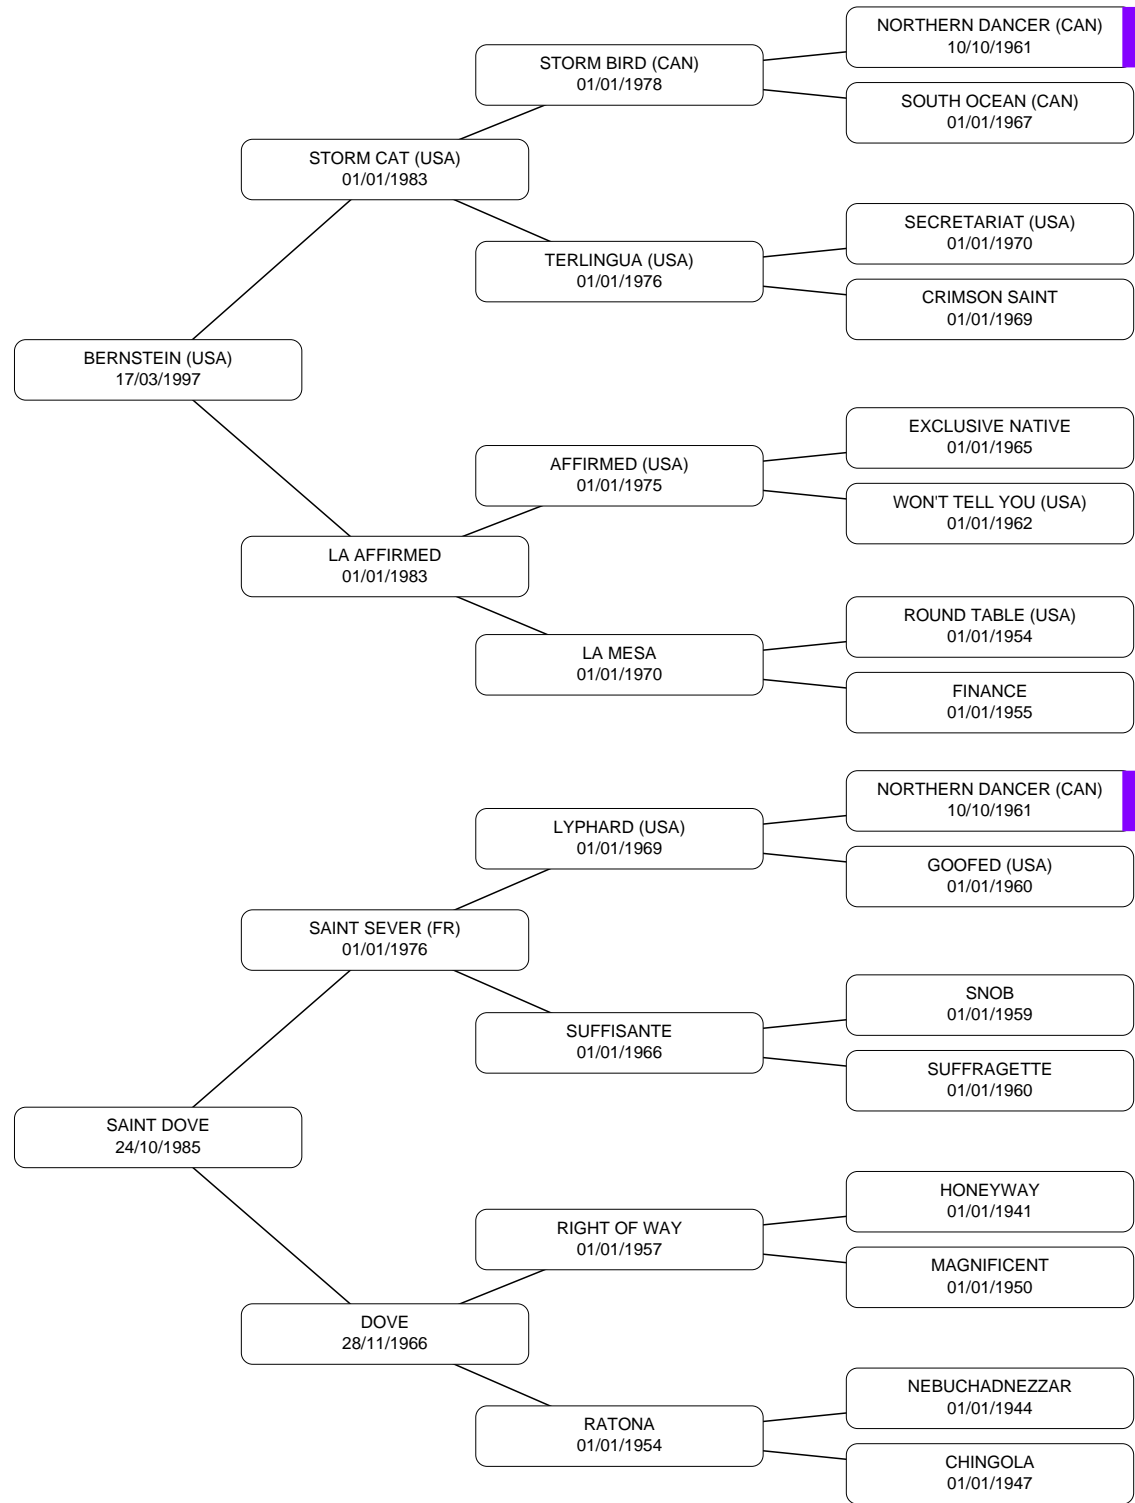 NORTHERN DANCER (CAN)
10/10/1961
STORM BIRD (CAN)
01/01/1978
SOUTH OCEAN (CAN)
01/01/1967
STORM CAT (USA)
01/01/1983
SECRETARIAT (USA)
01/01/1970
TERLINGUA (USA)
01/01/1976
CRIMSON SAINT
01/01/1969
BERNSTEIN (USA)
17/03/1997
EXCLUSIVE NATIVE
01/01/1965
AFFIRMED (USA)
01/01/1975
WON'T TELL YOU (USA)
01/01/1962
LA AFFIRMED
01/01/1983
ROUND TABLE (USA)
01/01/1954
LA MESA
01/01/1970
FINANCE
01/01/1955
NORTHERN DANCER (CAN)
10/10/1961
LYPHARD (USA)
01/01/1969
GOOFED (USA)
01/01/1960
SAINT SEVER (FR)
01/01/1976
SNOB
01/01/1959
SUFFISANTE
01/01/1966
SUFFRAGETTE
01/01/1960
SAINT DOVE
24/10/1985
HONEYWAY
01/01/1941
RIGHT OF WAY
01/01/1957
MAGNIFICENT
01/01/1950
DOVE
28/11/1966
NEBUCHADNEZZAR
01/01/1944
RATONA
01/01/1954
CHINGOLA
01/01/1947